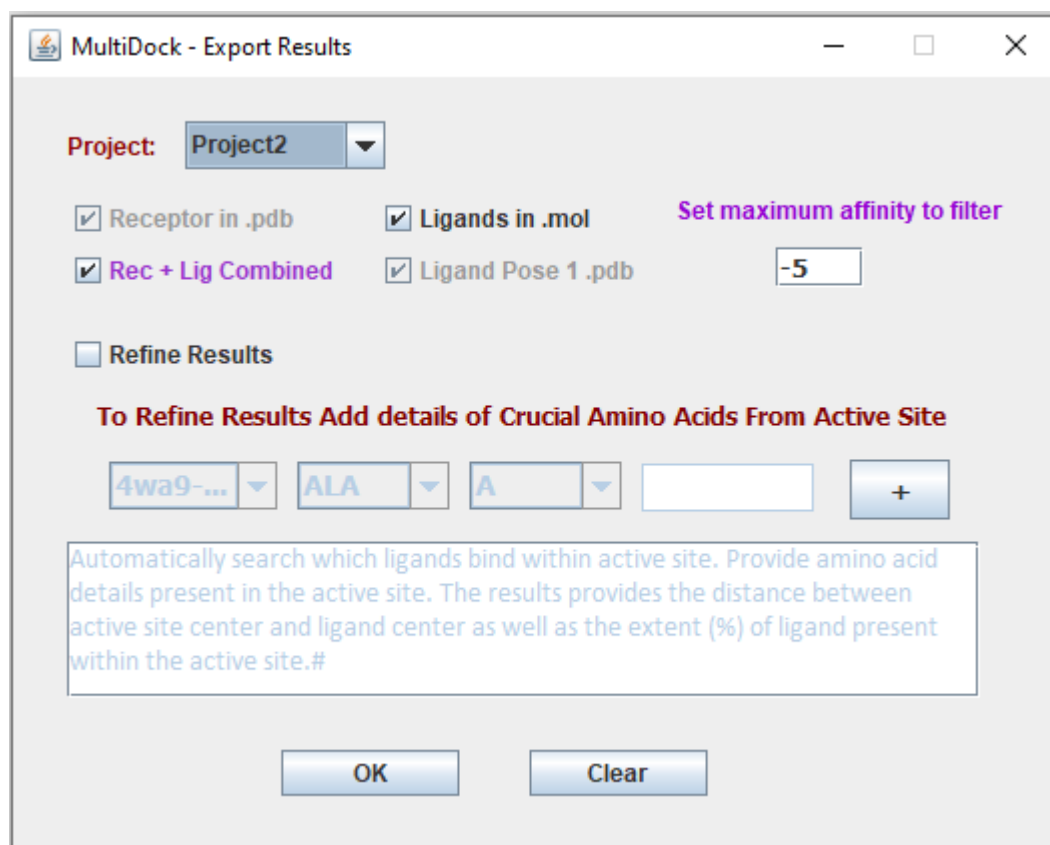 MultiDock - Export Results
Project: Project2
Receptor in .pdb Ligands in .mol Set maximum affinity to filter
Rec + Lig Combined Ligand Pose 1 .pdb -5
Refine Results
To Refine Results Add details of Crucial Amino Acids From Active Site
4wa9-... ALA A +
Automatically search which ligands bind within active site. Provide amino acid
details present in the active site. The results provides the distance between
active site center and ligand center as well as the extent (%) of ligand present
within the active site.#
OK Clear